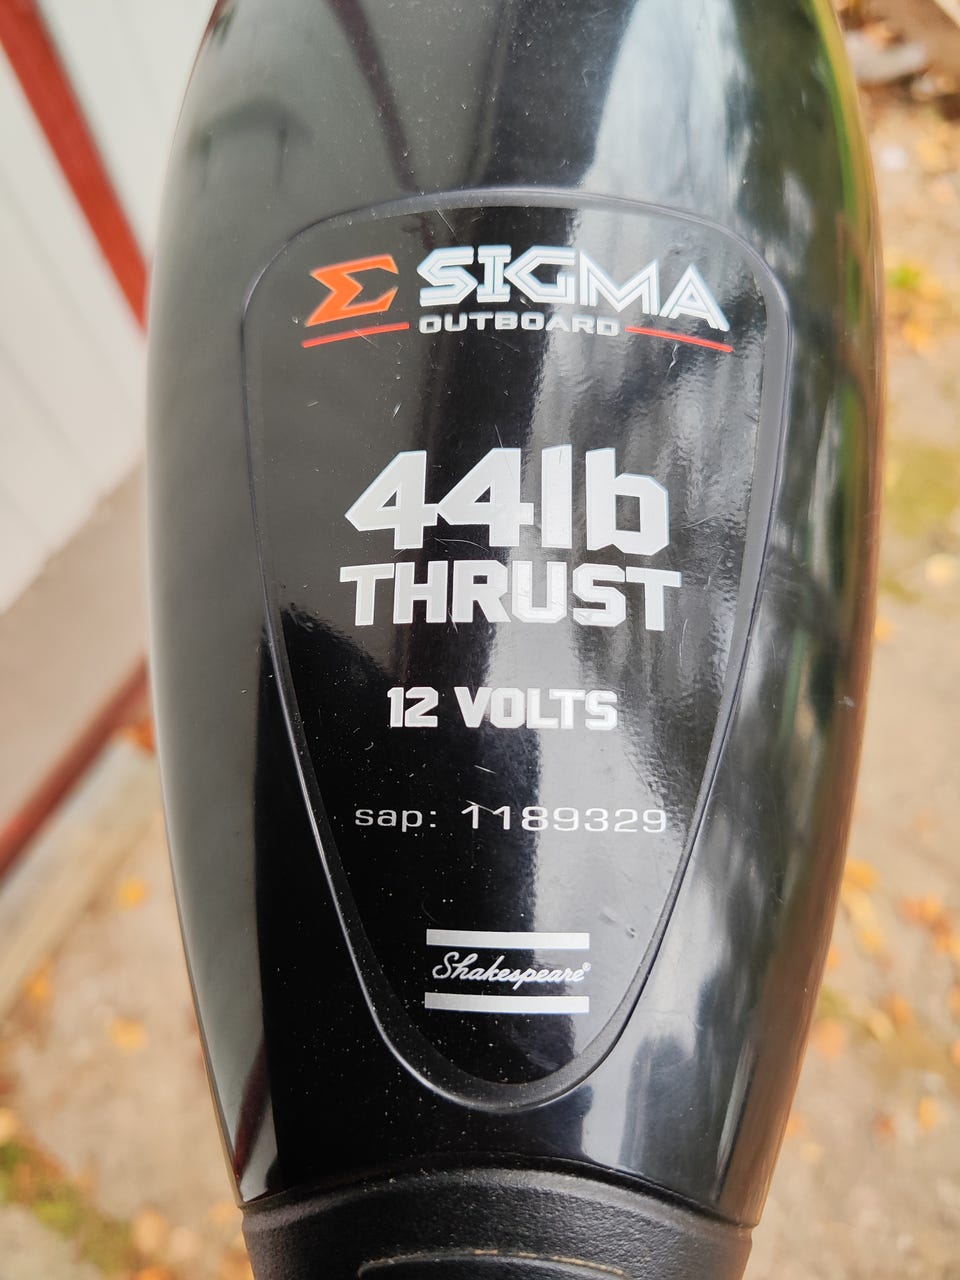 Σ SIGMA
OUTBOARD
44lb
THRUST
12 VOLTS
sap: 1189329
Shakespeare®